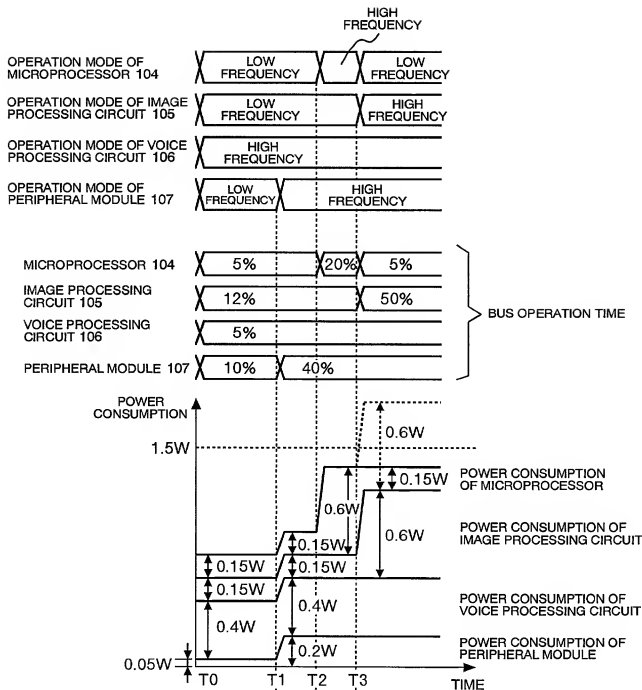 HIGH
FREQUENCY
OPERATION MODE OF
MICROPROCESSOR 104
LOW
FREQUENCY
LOW
FREQUENCY
OPERATION MODE OF IMAGE
PROCESSING CIRCUIT 105
LOW
FREQUENCY
HIGH
FREQUENCY
OPERATION MODE OF VOICE
PROCESSING CIRCUIT 106
HIGH
FREQUENCY
OPERATION MODE OF
PERIPHERAL MODULE 107
LOW
FREQUENCY
HIGH
FREQUENCY
MICROPROCESSOR 104
5%
20%
5%
IMAGE PROCESSING
CIRCUIT 105
12%
50%
VOICE PROCESSING
CIRCUIT 106
5%
PERIPHERAL MODULE 107
10%
40%
BUS OPERATION TIME
POWER
CONSUMPTION
1.5W
0.6W
0.15W
POWER CONSUMPTION
OF MICROPROCESSOR
0.6W
0.15W
0.6W
POWER CONSUMPTION OF
IMAGE PROCESSING CIRCUIT
0.15W
0.15W
0.15W
0.4W
0.4W
POWER CONSUMPTION OF
VOICE PROCESSING CIRCUIT
0.2W
POWER CONSUMPTION OF
PERIPHERAL MODULE
0.05W
T0
T1
T2
T3
TIME